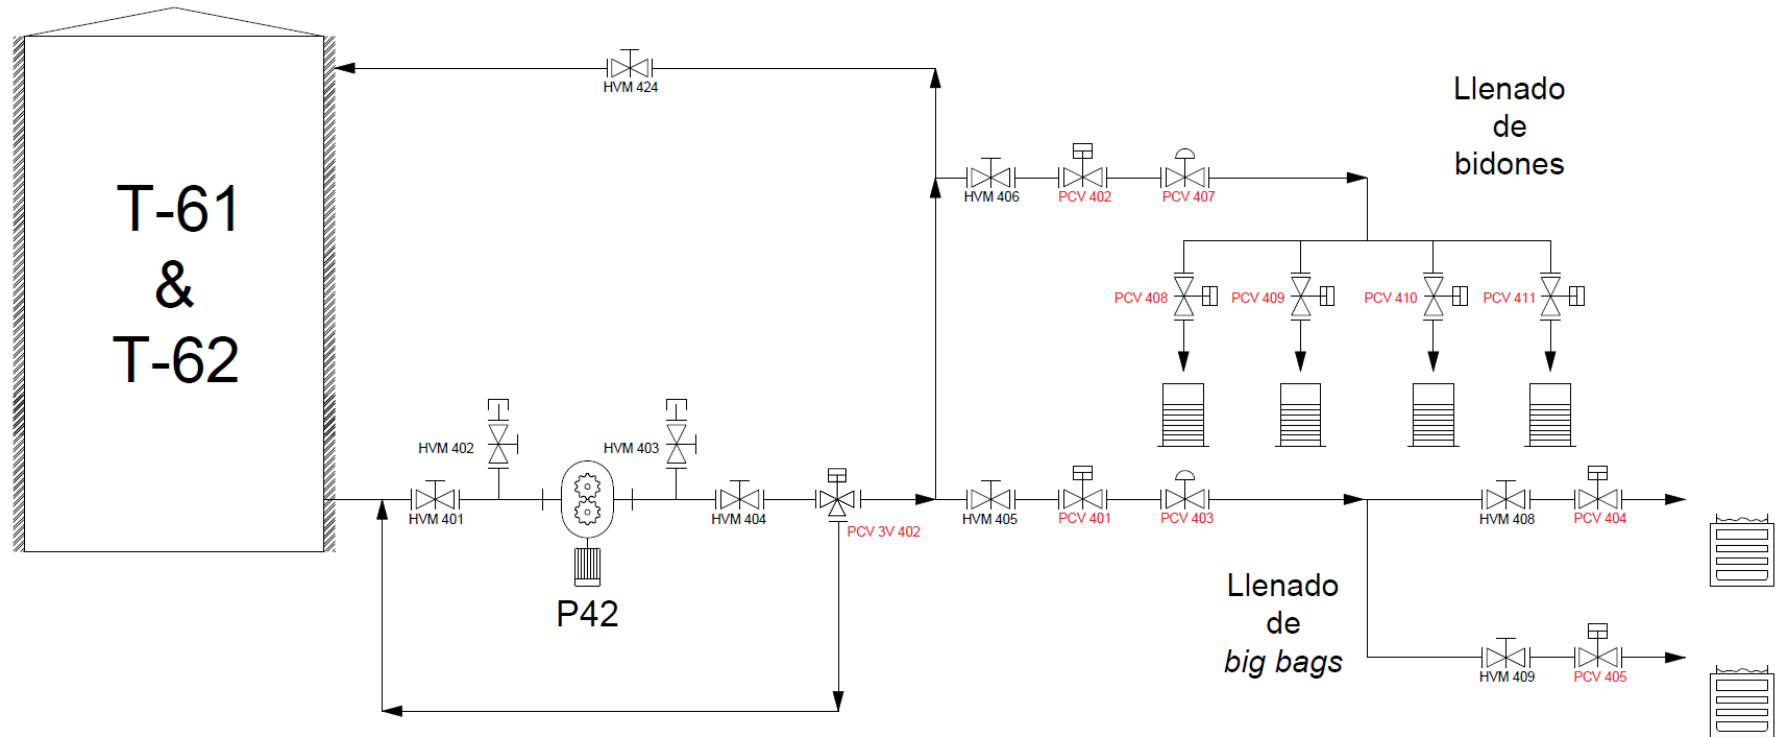 HVM 424
Llenado
de
bidones
T-61
&
T-62
HVM 406
PCV 402
PCV 407
PCV 408
PCV 409
PCV 410
PCV 411
HVM 402
HVM 403
HVM 401
HVM 404
PCV 3V 402
HVM 405
PCV 401
PCV 403
HVM 408
PCV 404
P42
Llenado
de
big bags
HVM 409
PCV 405